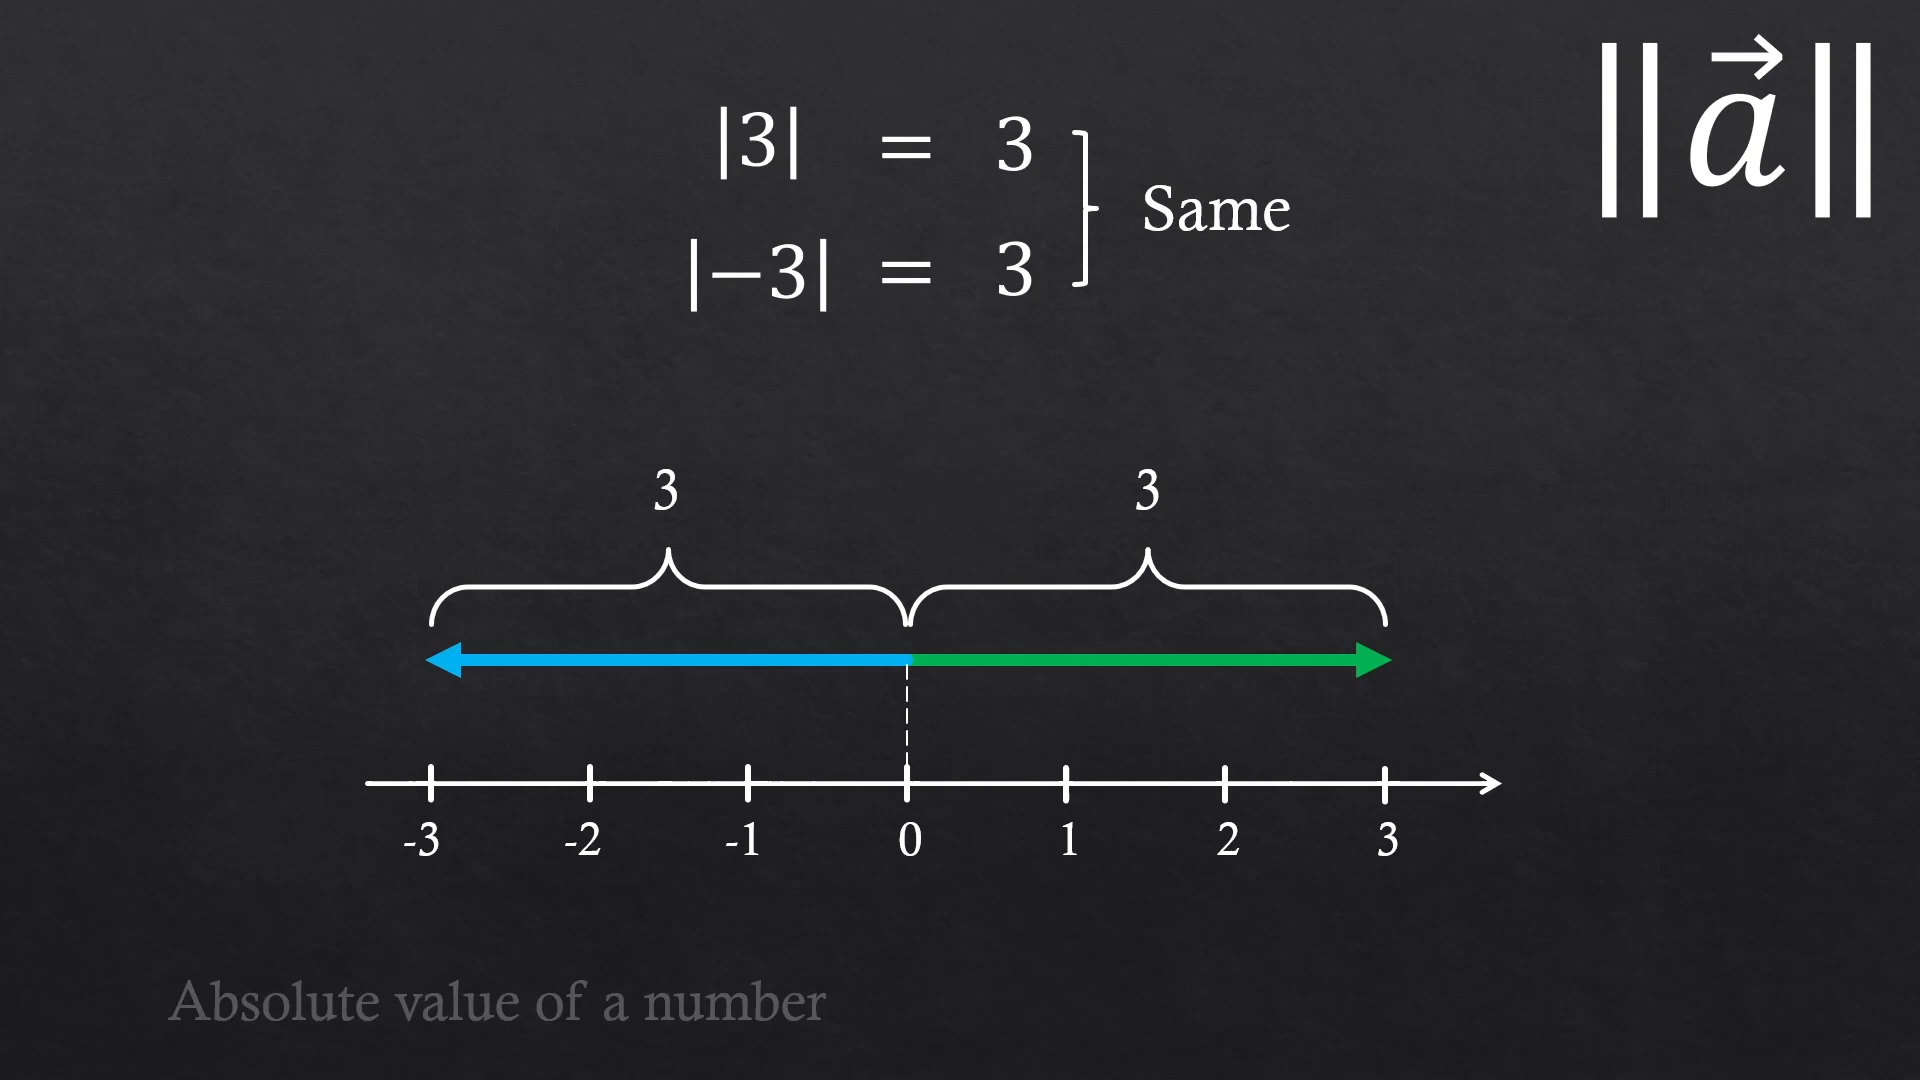 |3| = 3
|−3| = 3
Same
‖a⃗‖
3 3
-3 -2 -1 0 1 2 3
Absolute value of a number